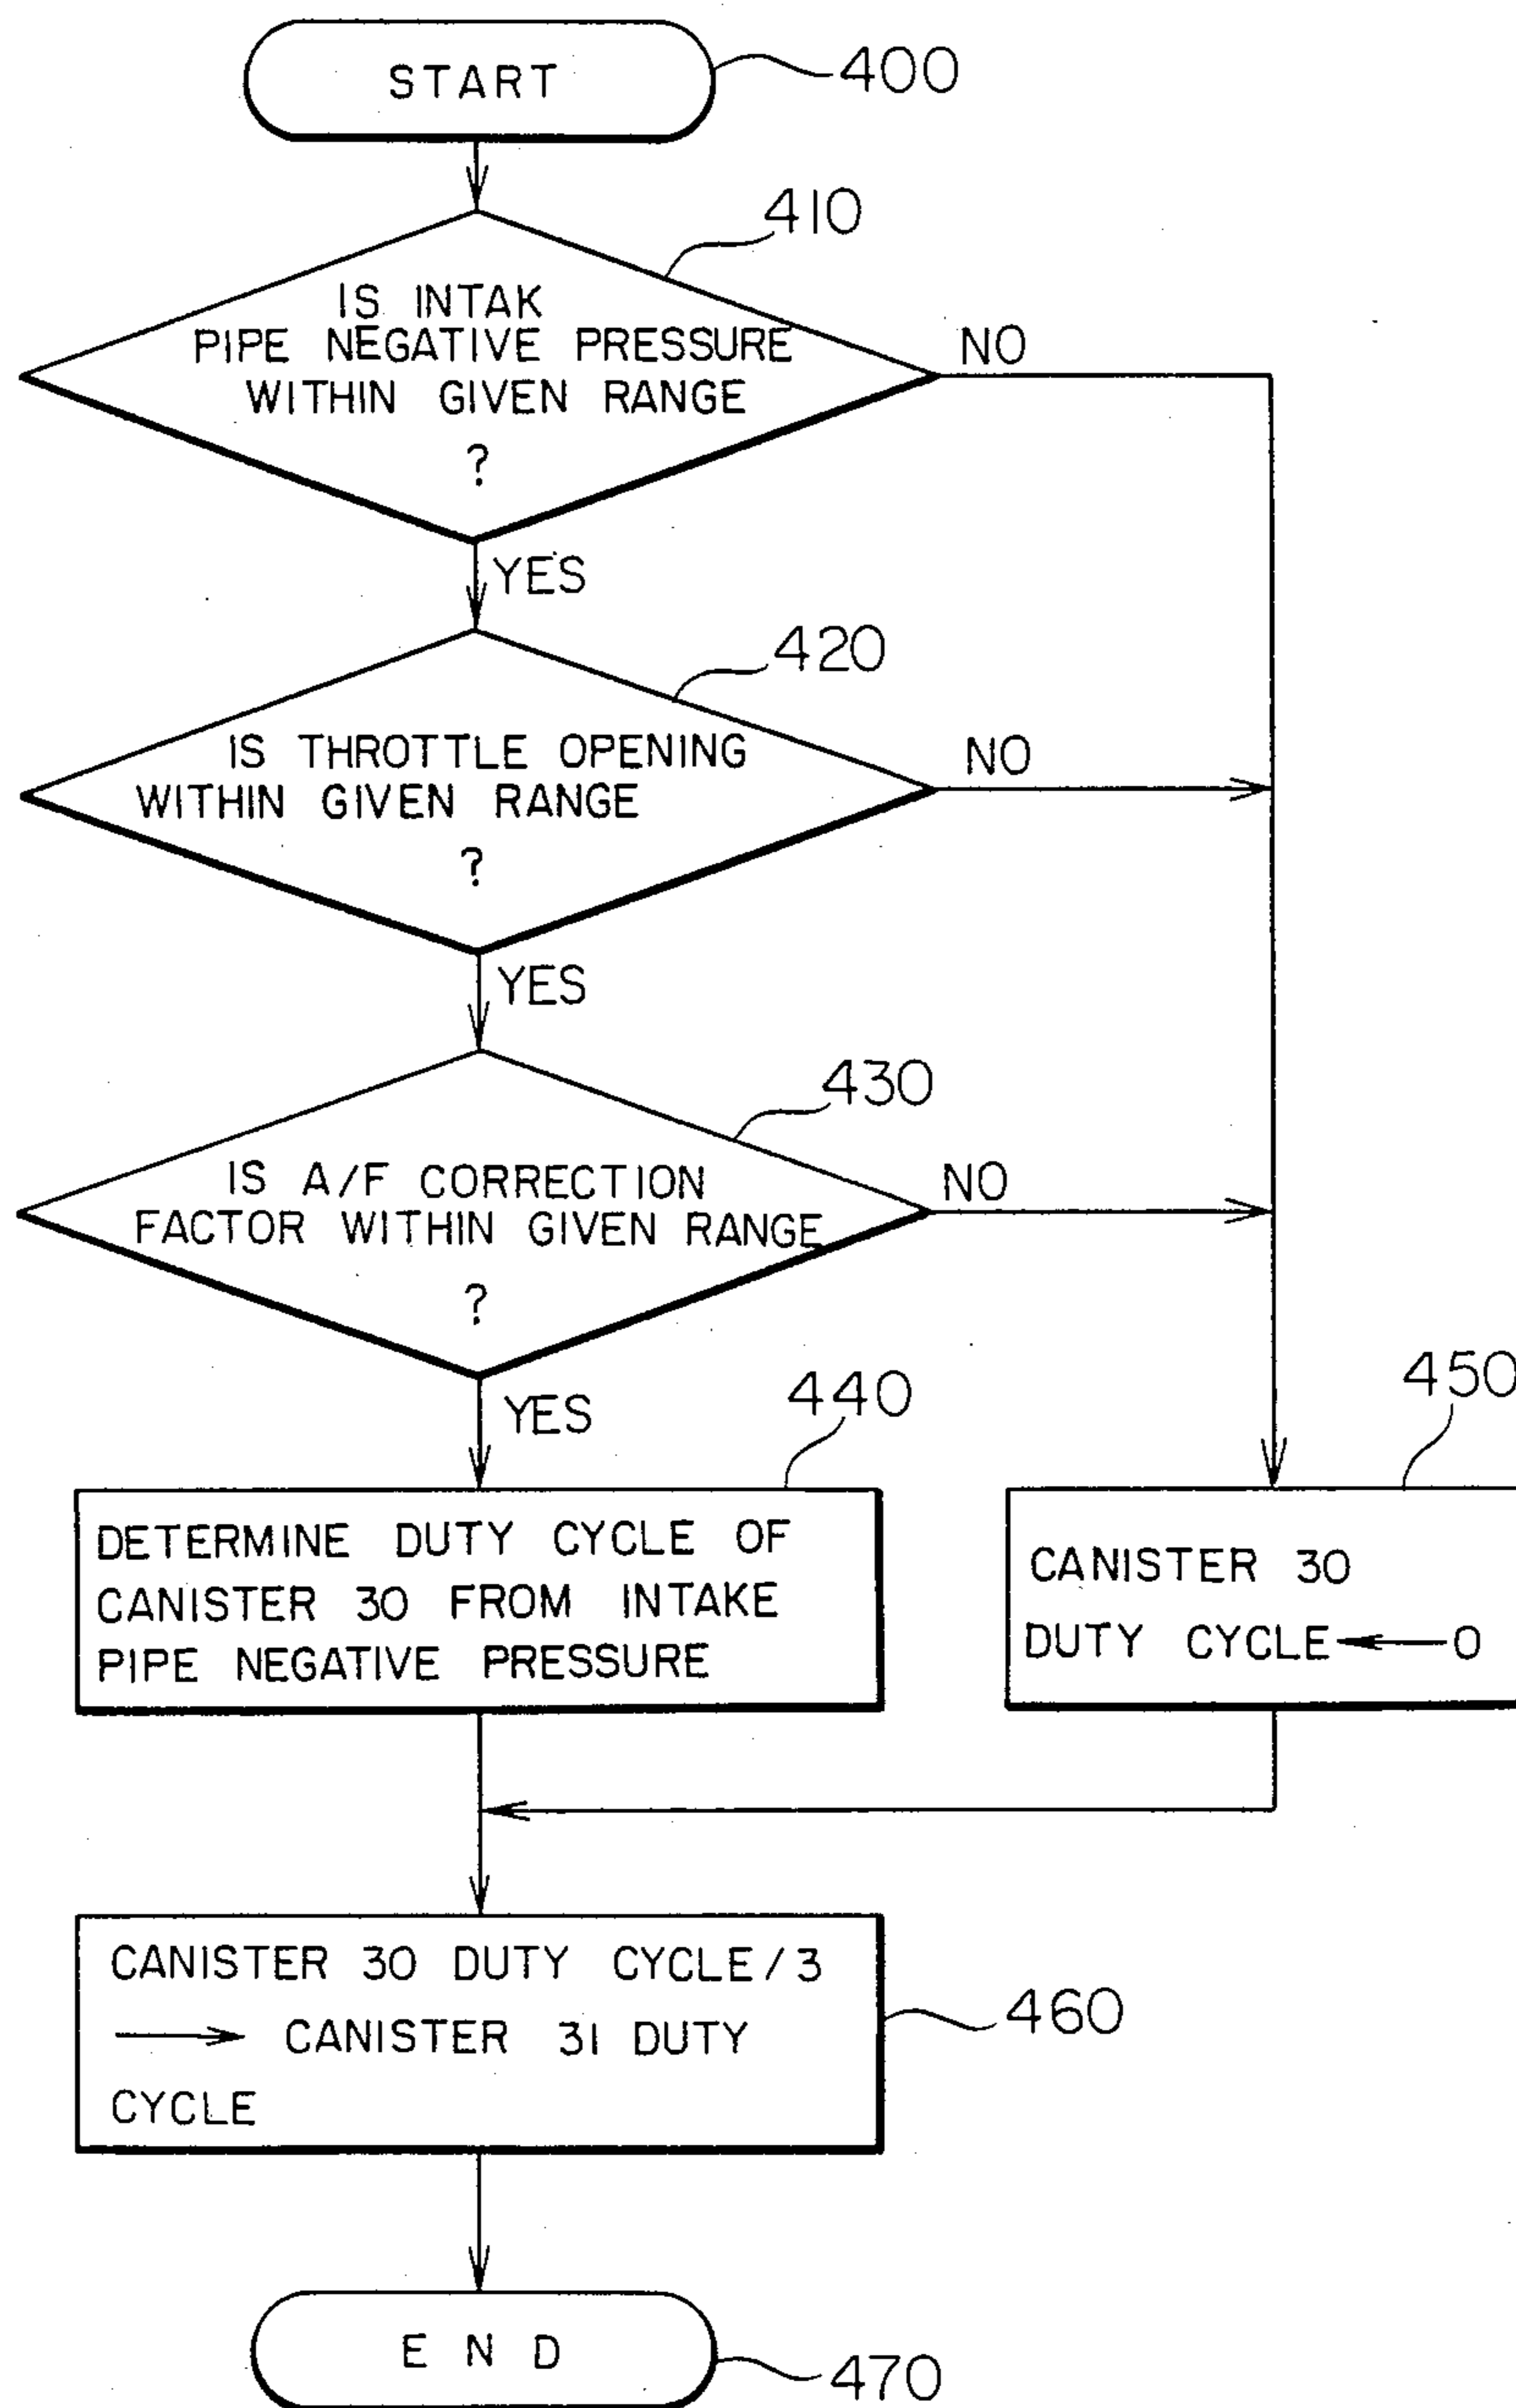 START
400
410
IS INTAK
PIPE NEGATIVE PRESSURE
WITHIN GIVEN RANGE
?
NO
YES
420
IS THROTTLE OPENING
WITHIN GIVEN RANGE
?
NO
YES
430
IS A/F CORRECTION
FACTOR WITHIN GIVEN RANGE
?
NO
YES
440
450
DETERMINE DUTY CYCLE OF
CANISTER 30 FROM INTAKE
PIPE NEGATIVE PRESSURE
CANISTER 30
DUTY CYCLE ← 0
CANISTER 30 DUTY CYCLE/3
→ CANISTER 31 DUTY
CYCLE
460
END
470